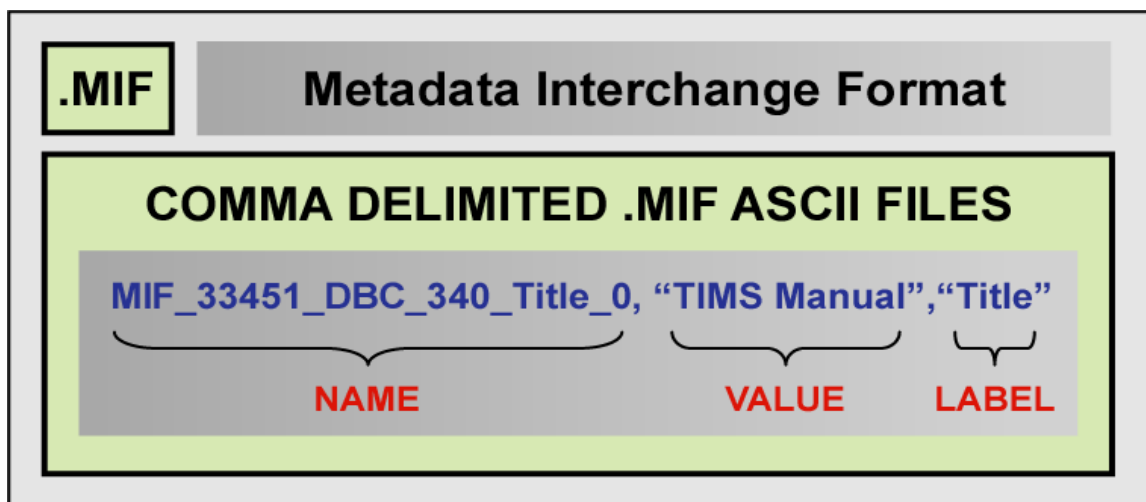 .MIF
Metadata Interchange Format
COMMA DELIMITED .MIF ASCII FILES
MIF_33451_DBC_340_Title_0, “TIMS Manual”,“Title”
NAME VALUE LABEL